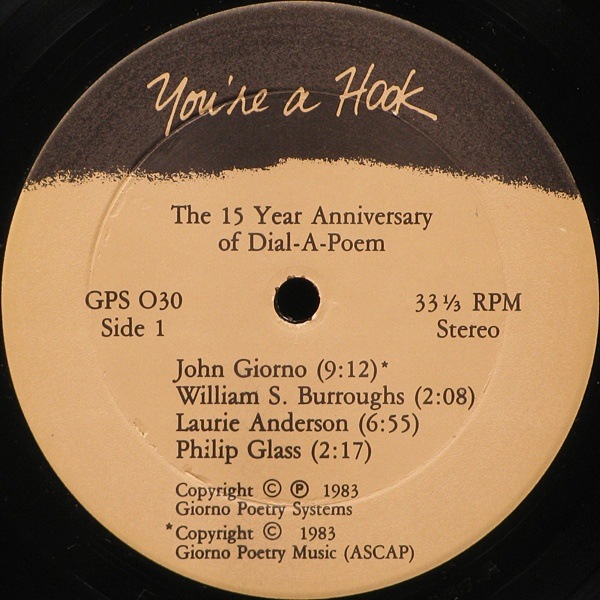 You're a Hook
The 15 Year Anniversary
of Dial-A-Poem
GPS O30
Side 1
33 ⅓ RPM
Stereo
John Giorno (9:12)*
William S. Burroughs (2:08)
Laurie Anderson (6:55)
Philip Glass (2:17)
Copyright © ℗ 1983
Giorno Poetry Systems
*Copyright © 1983
Giorno Poetry Music (ASCAP)